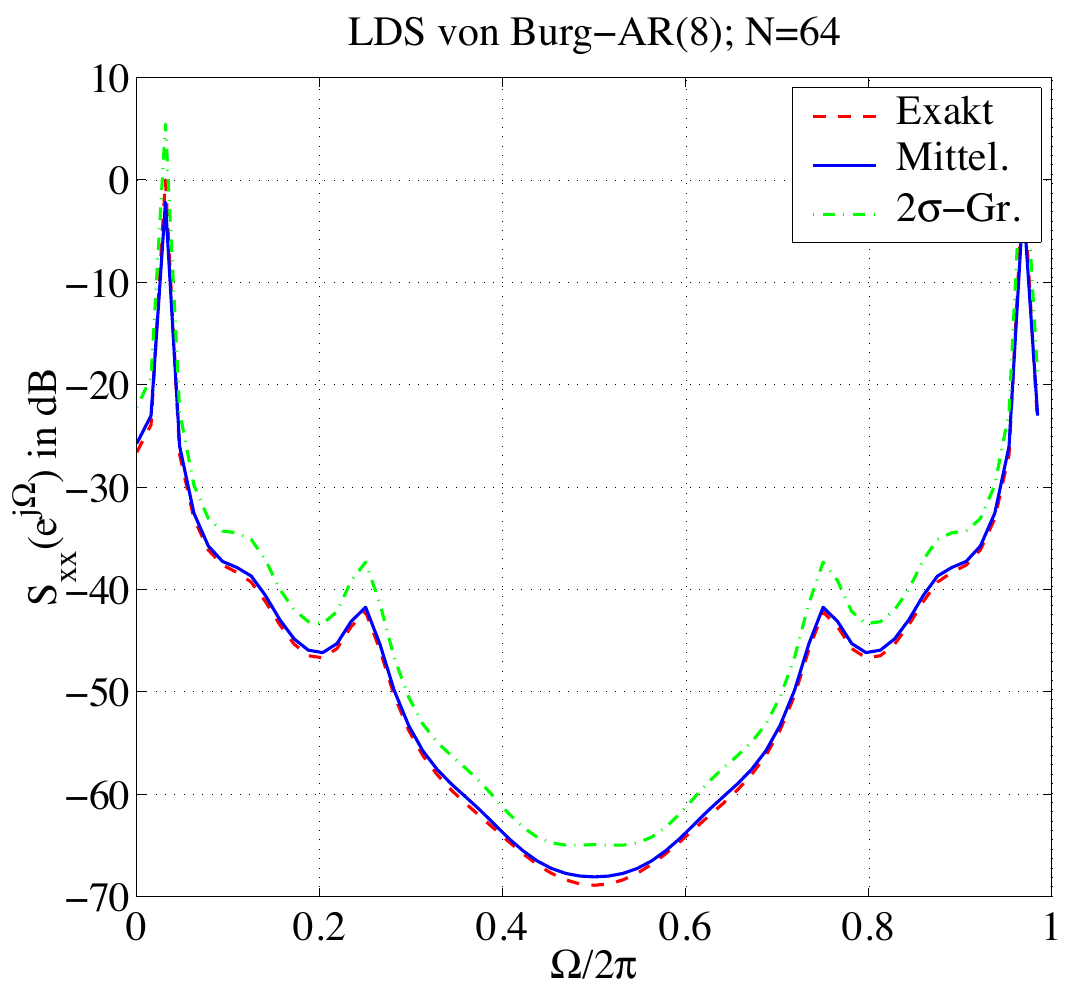 LDS von Burg−AR(8); N=64
Exakt
Mittel.
2σ−Gr.
10
0
−10
−20
−30
−40
−50
−60
−70
S_xx(e^jΩ) in dB
0 0.2 0.4 0.6 0.8 1
Ω/2π